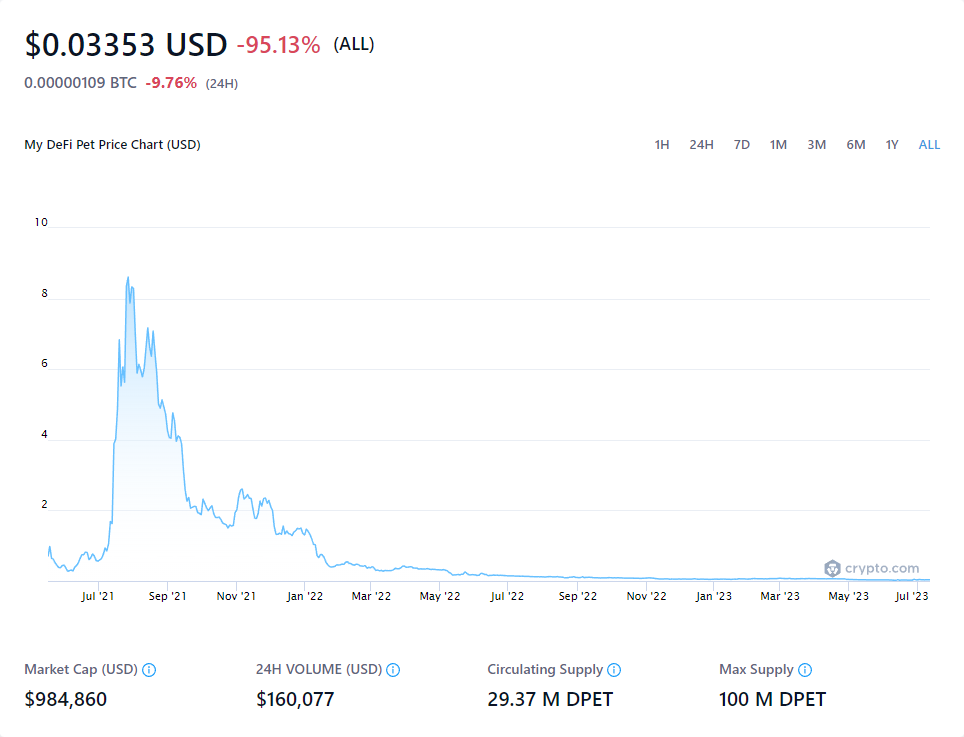 $0.03353 USD -95.13% (ALL)
0.00000109 BTC -9.76% (24H)
My DeFi Pet Price Chart (USD) 1H 24H 7D 1M 3M 6M 1Y ALL
10
8
6
4
2
crypto.com
Jul '21 Sep '21 Nov '21 Jan '22 Mar '22 May '22 Jul '22 Sep '22 Nov '22 Jan '23 Mar '23 May '23 Jul '23
Market Cap (USD) 24H VOLUME (USD) Circulating Supply Max Supply
$984,860 $160,077 29.37 M DPET 100 M DPET